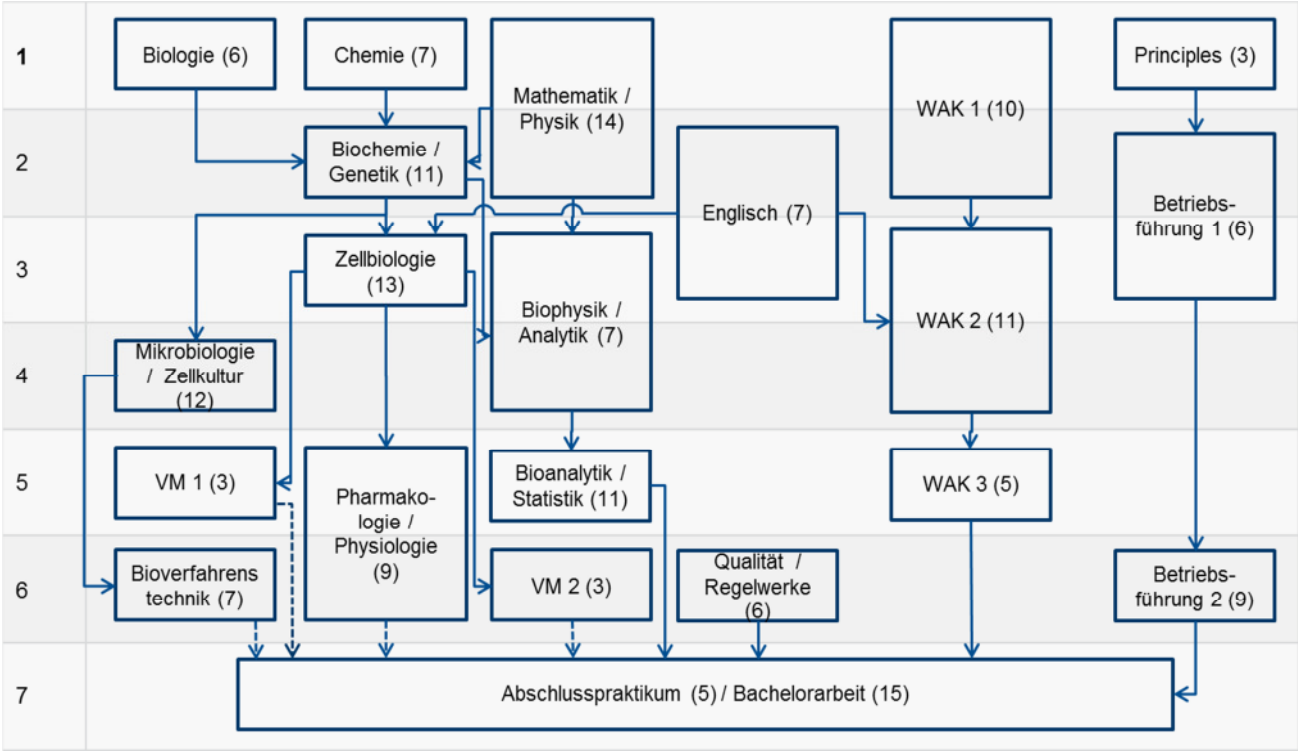 1
Biologie (6)
Chemie (7)
Mathematik /
Physik (14)
WAK 1 (10)
Principles (3)
2
Biochemie /
Genetik (11)
Englisch (7)
Betriebs-
führung 1 (6)
3
Zellbiologie
(13)
Biophysik /
Analytik (7)
WAK 2 (11)
4
Mikrobiologie
/ Zellkultur
(12)
5
VM 1 (3)
Pharmako-
logie /
Physiologie
(9)
Bioanalytik /
Statistik (11)
WAK 3 (5)
6
Bioverfahrens
technik (7)
VM 2 (3)
Qualität /
Regelwerke
(6)
Betriebs-
führung 2 (9)
7
Abschlusspraktikum (5) / Bachelorarbeit (15)